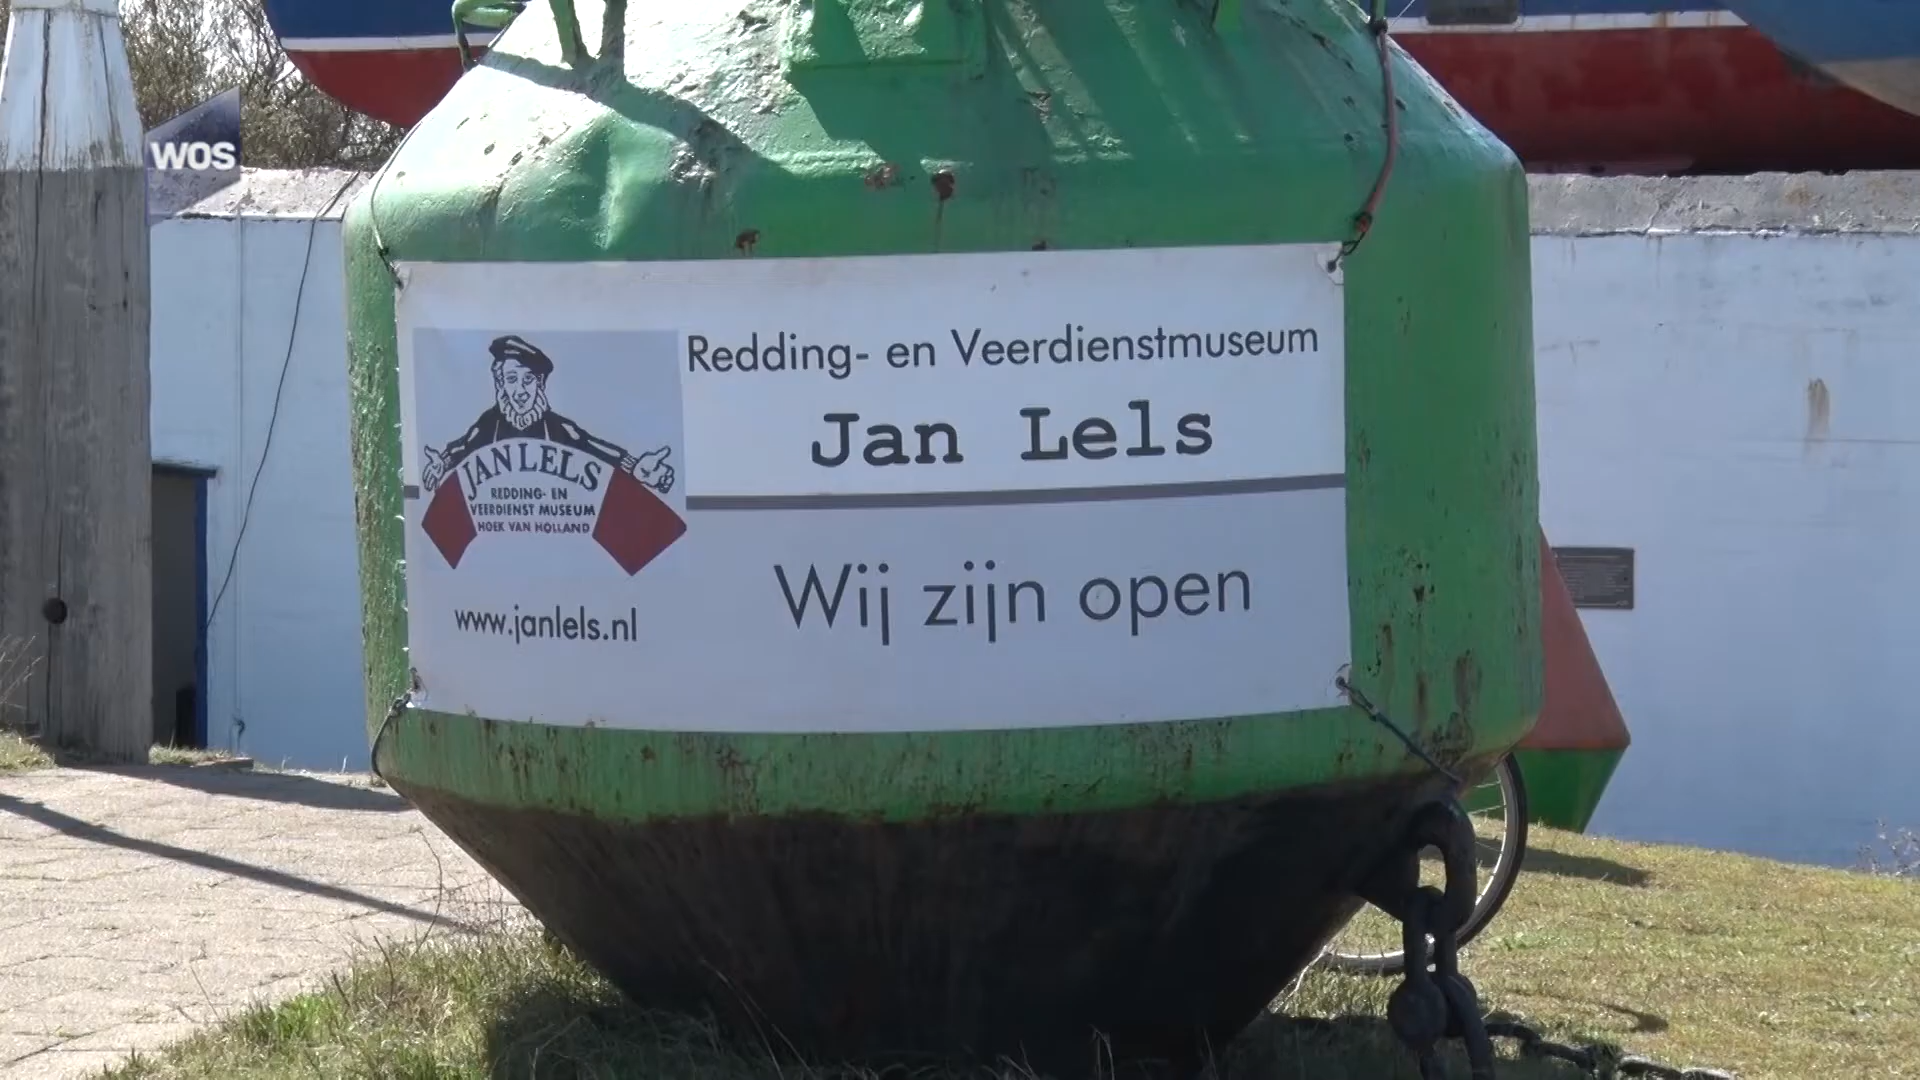 WOS
Redding- en Veerdienstmuseum
Jan Lels
JAN LELS
REDDING- EN
VEERDIENST MUSEUM
HOEK VAN HOLLAND
www.janlels.nl
Wij zijn open